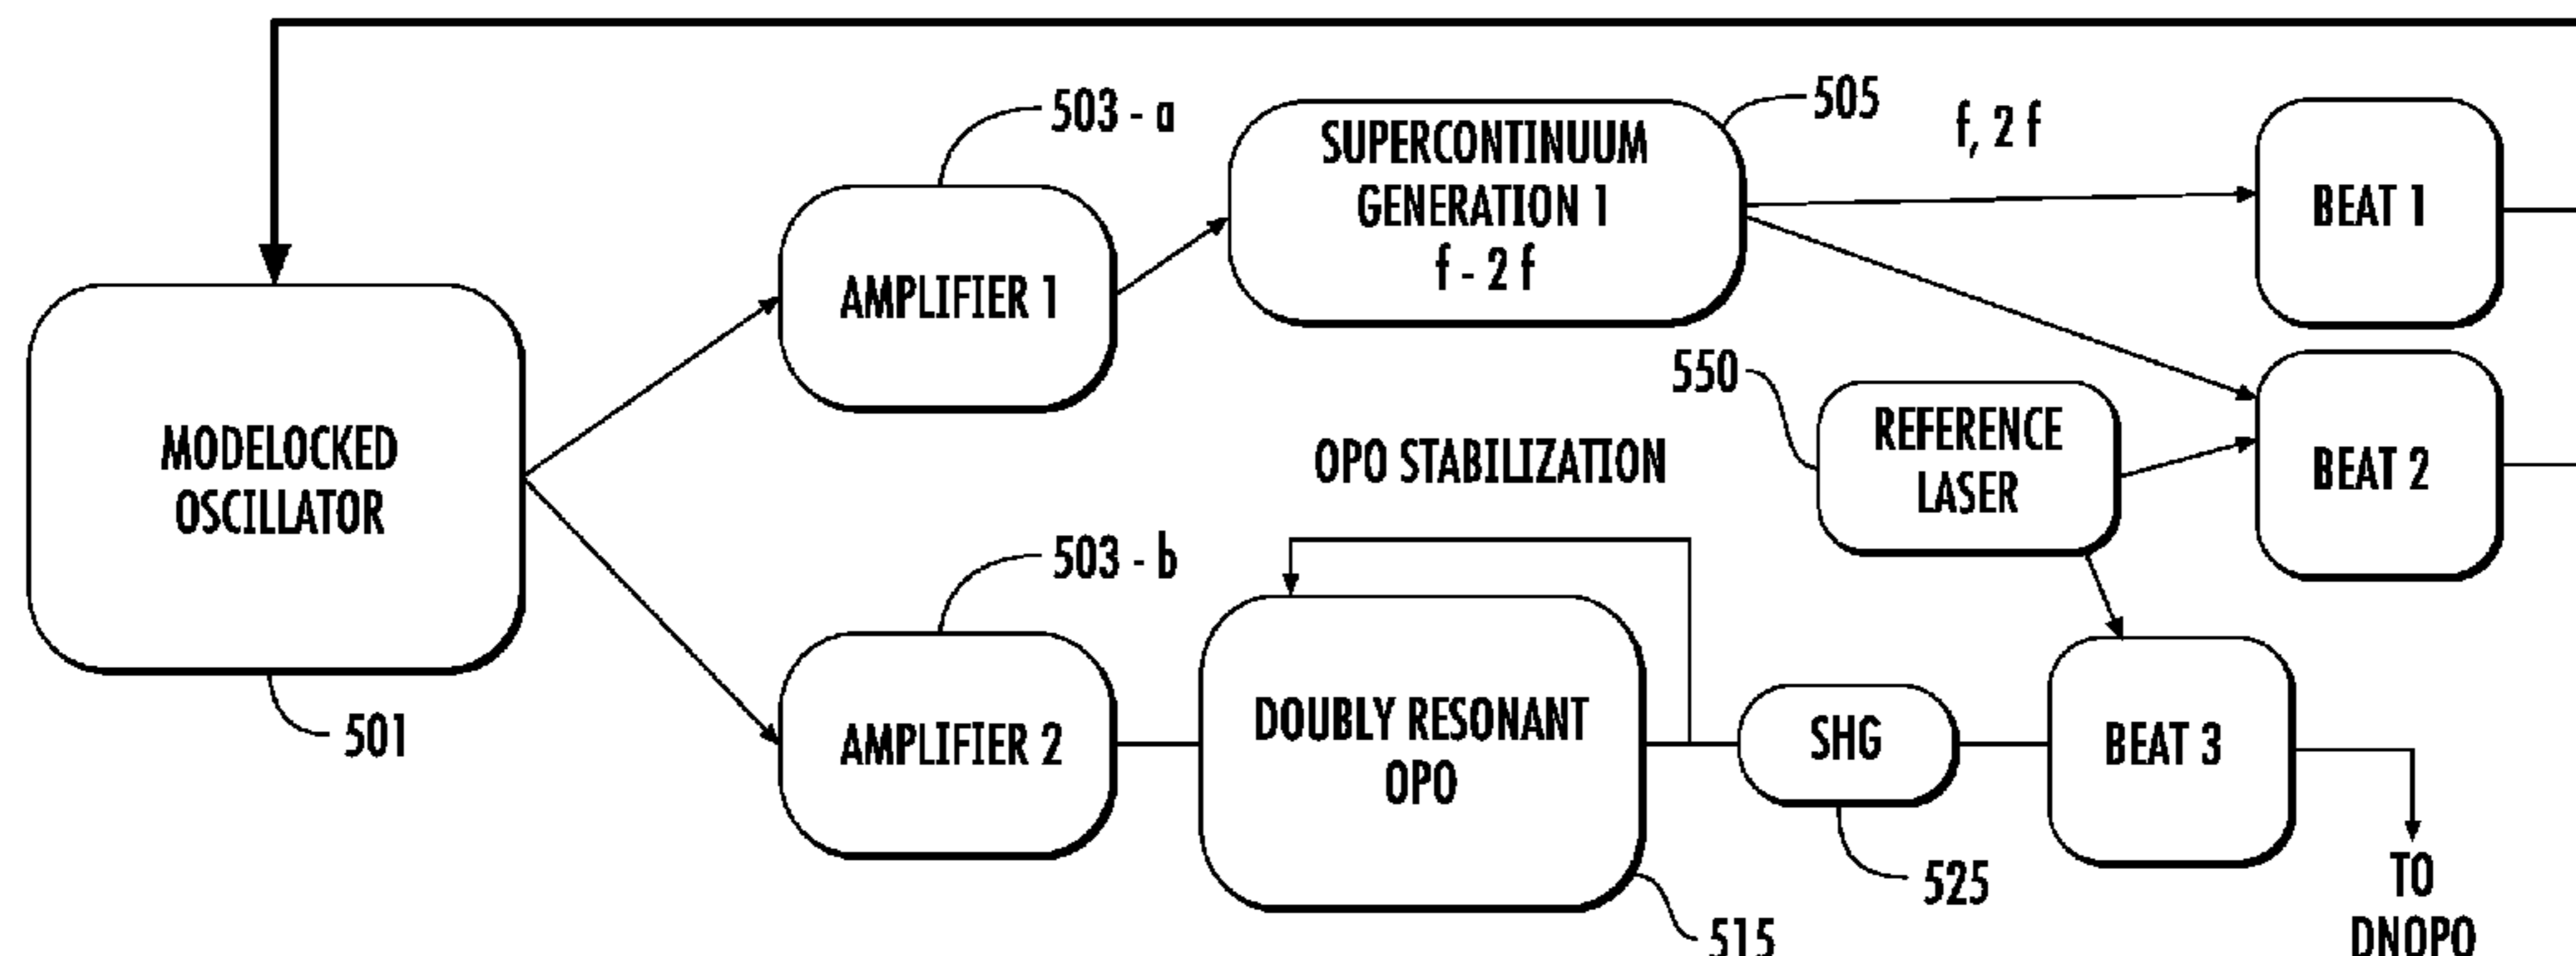 503 - a
505
f, 2 f
SUPERCONTINUUM
GENERATION 1
f - 2 f
BEAT 1
AMPLIFIER 1
550
REFERENCE
LASER
BEAT 2
MODELOCKED
OSCILLATOR
OPO STABILIZATION
503 - b
501
AMPLIFIER 2
DOUBLY RESONANT
OPO
SHG
BEAT 3
525
515
TO
DNOPO